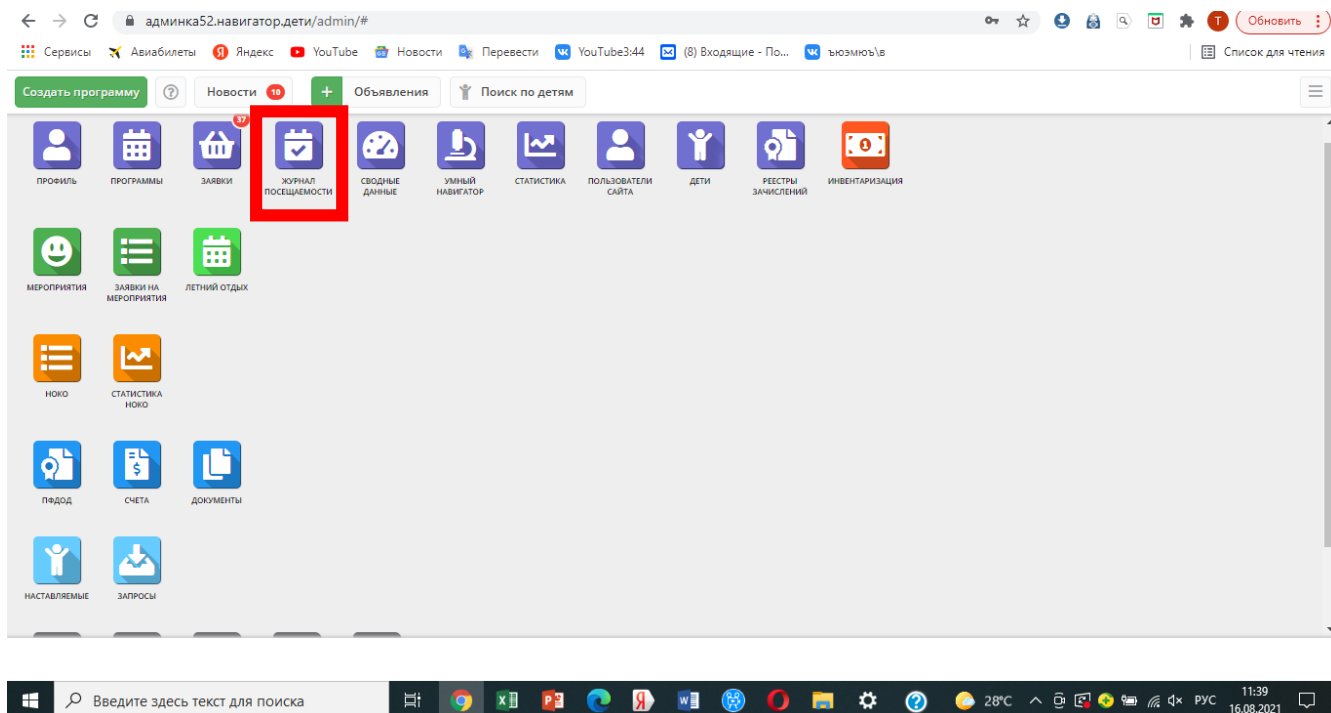 админка52.навигатор.дети/admin/#
T
Обновить
Сервисы Авиабилеты Я Яндекс YouTube Новости Перевести YouTube3:44 (8) Входящие - По... ъюэмюъ\в Список для чтения
Создать программу ? Новости 10 + Объявления Поиск по детям
37
1
ПРОФИЛЬ
ПРОГРАММЫ
ЗАЯВКИ
ЖУРНАЛ
ПОСЕЩАЕМОСТИ
СВОДНЫЕ
ДАННЫЕ
УМНЫЙ
НАВИГАТОР
СТАТИСТИКА
ПОЛЬЗОВАТЕЛИ
САЙТА
ДЕТИ
РЕЕСТРЫ
ЗАЧИСЛЕНИЙ
ИНВЕНТАРИЗАЦИЯ
МЕРОПРИЯТИЯ
ЗАЯВКИ НА
МЕРОПРИЯТИЯ
ЛЕТНИЙ ОТДЫХ
НОКО
СТАТИСТИКА
НОКО
$
ПФДОД
СЧЕТА
ДОКУМЕНТЫ
НАСТАВЛЯЕМЫЕ
ЗАПРОСЫ
Введите здесь текст для поиска
28°C
РУС
11:39
16.08.2021